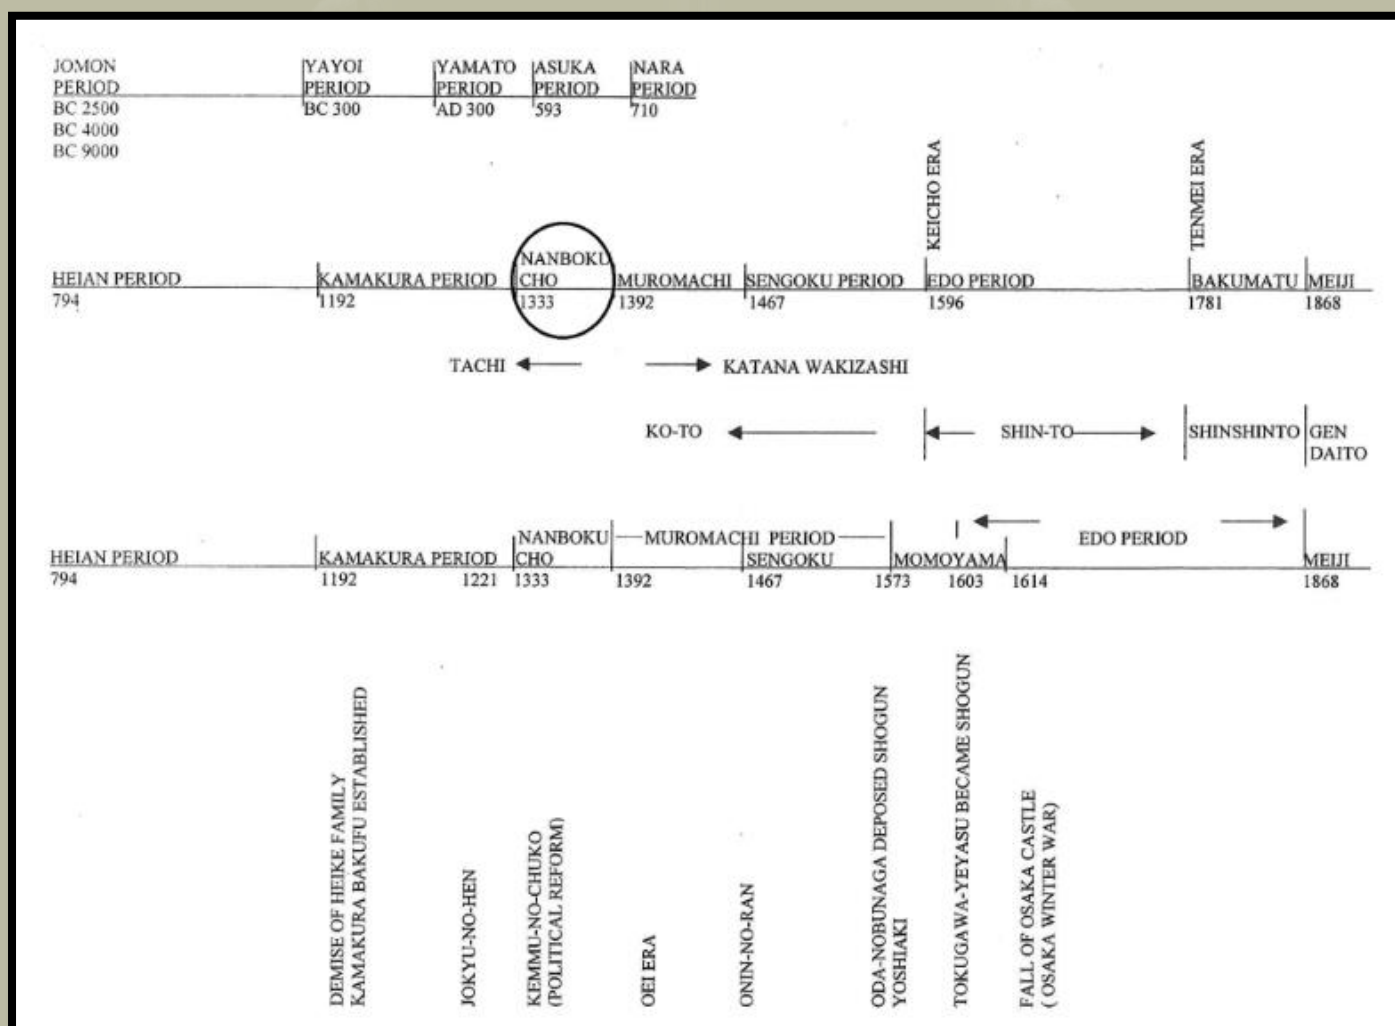 JOMON PERIOD
BC 2500
BC 4000
BC 9000
YAYOI PERIOD
BC 300
YAMATO PERIOD
AD 300
ASUKA PERIOD
593
NARA PERIOD
710
KEICHO ERA
TENMEI ERA
HEIAN PERIOD
794
KAMAKURA PERIOD
1192
NANBOKU
CHO
1333
MUROMACHI
1392
SENGOKU PERIOD
1467
EDO PERIOD
1596
BAKUMATU
1781
MEIJI
1868
TACHI
KATANA WAKIZASHI
KO-TO
SHIN-TO
SHINSHINTO
GEN
DAITO
HEIAN PERIOD
794
KAMAKURA PERIOD
1192
1221
NANBOKU
CHO
1333
MUROMACHI PERIOD
1392
SENGOKU
1467
MOMOYAMA
1573
1603
1614
EDO PERIOD
MEIJI
1868
DEMISE OF HEIKE FAMILY
KAMAKURA BAKUFU ESTABLISHED
JOKYU-NO-HEN
KEMMU-NO-CHUKO
(POLITICAL REFORM)
OEI ERA
ONIN-NO-RAN
ODA-NOBUNAGA DEPOSED SHOGUN
YOSHIAKI
TOKUGAWA-YEYASU BECAME SHOGUN
FALL OF OSAKA CASTLE
( OSAKA WINTER WAR)